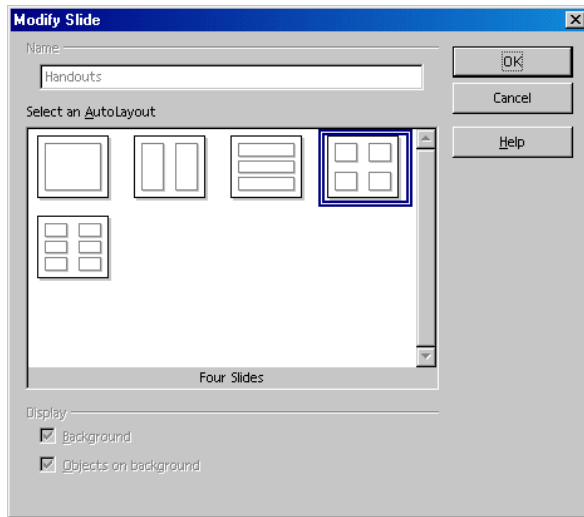 Modify Slide
Name
Handouts
OK
Cancel
Select an AutoLayout
Help
Four Slides
Display
Background
Objects on background